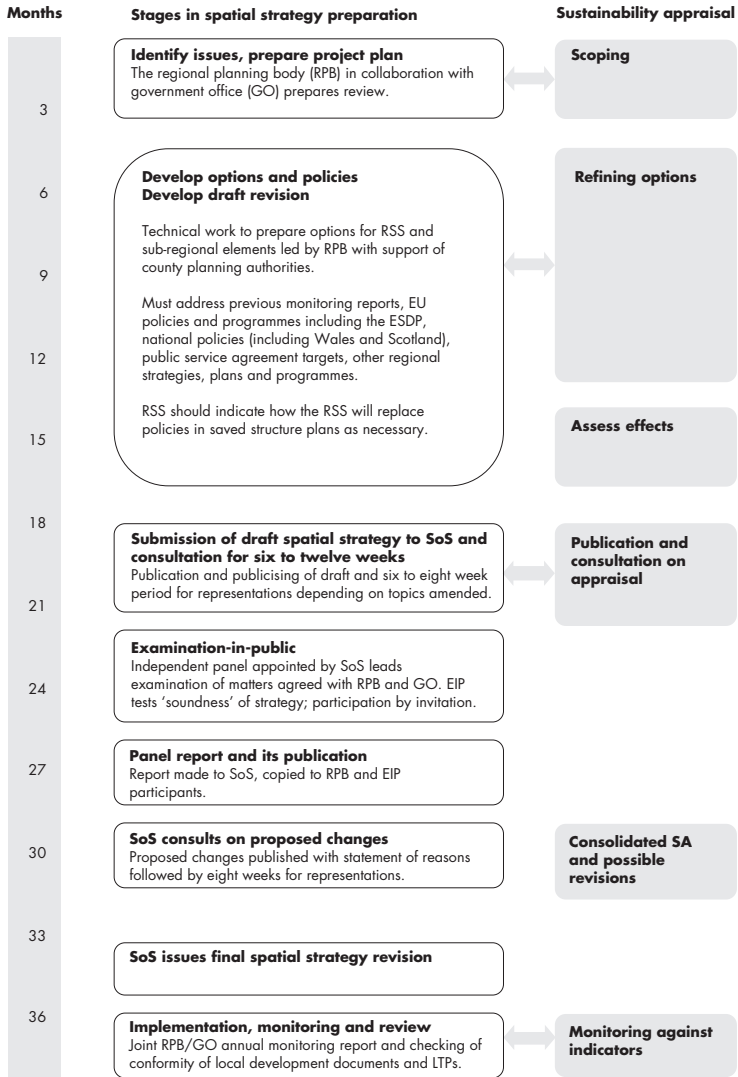 Months
Stages in spatial strategy preparation
Sustainability appraisal
Identify issues, prepare project plan
The regional planning body (RPB) in collaboration with
government office (GO) prepares review.
Scoping
3
Develop options and policies
Develop draft revision
Refining options
6
Technical work to prepare options for RSS and
sub-regional elements led by RPB with support of
county planning authorities.
9
Must address previous monitoring reports, EU
policies and programmes including the ESDP,
national policies (including Wales and Scotland),
public service agreement targets, other regional
strategies, plans and programmes.
12
RSS should indicate how the RSS will replace
policies in saved structure plans as necessary.
Assess effects
15
18
Submission of draft spatial strategy to SoS and
consultation for six to twelve weeks
Publication and publicising of draft and six to eight week
period for representations depending on topics amended.
Publication and
consultation on
appraisal
21
Examination-in-public
Independent panel appointed by SoS leads
examination of matters agreed with RPB and GO. EIP
tests ‘soundness’ of strategy; participation by invitation.
24
Panel report and its publication
Report made to SoS, copied to RPB and EIP
participants.
27
SoS consults on proposed changes
Proposed changes published with statement of reasons
followed by eight weeks for representations.
Consolidated SA
and possible
revisions
30
33
SoS issues final spatial strategy revision
36
Implementation, monitoring and review
Joint RPB/GO annual monitoring report and checking of
conformity of local development documents and LTPs.
Monitoring against
indicators